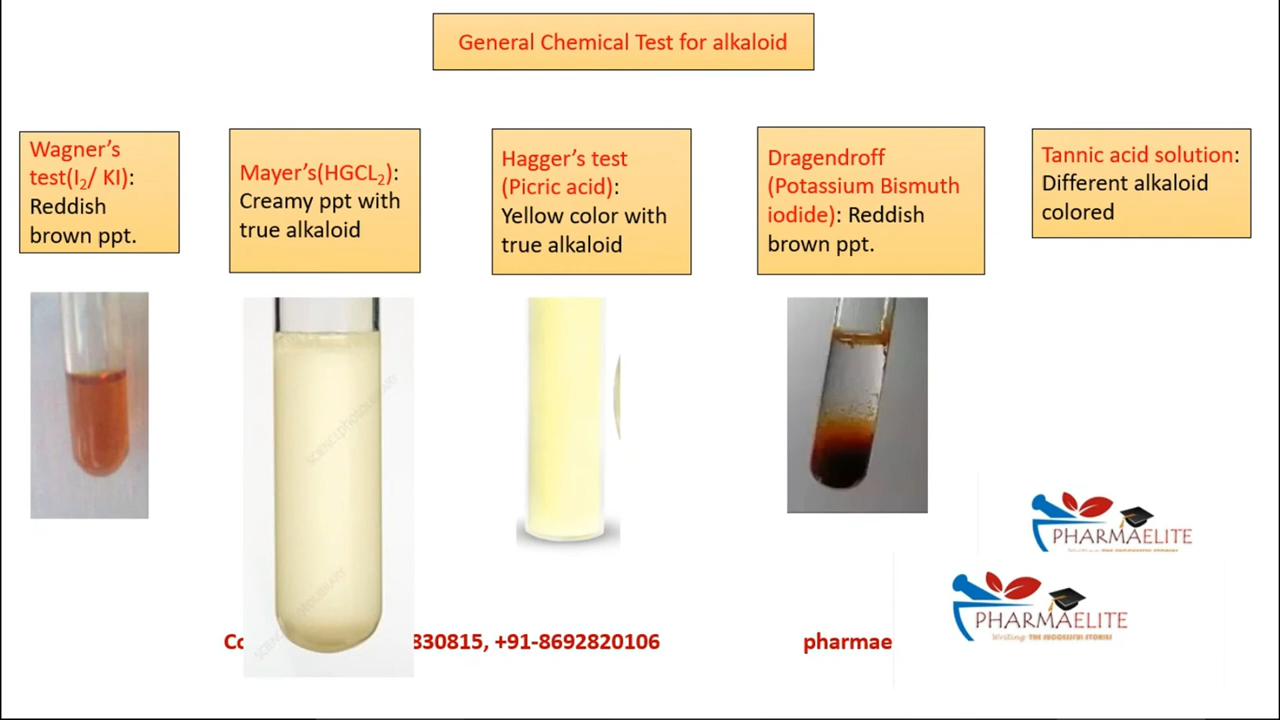 General Chemical Test for alkaloid
Wagner's
test(I₂/ KI):
Reddish
brown ppt.
Mayer's(HGCL₂):
Creamy ppt with
true alkaloid
Hagger's test
(Picric acid):
Yellow color with
true alkaloid
Dragendroff
(Potassium Bismuth
iodide): Reddish
brown ppt.
Tannic acid solution:
Different alkaloid
colored
PHARMAELITE
PHARMAELITE
Writing THE SUCCESSFUL STORIES
830815, +91-8692820106
pharmae